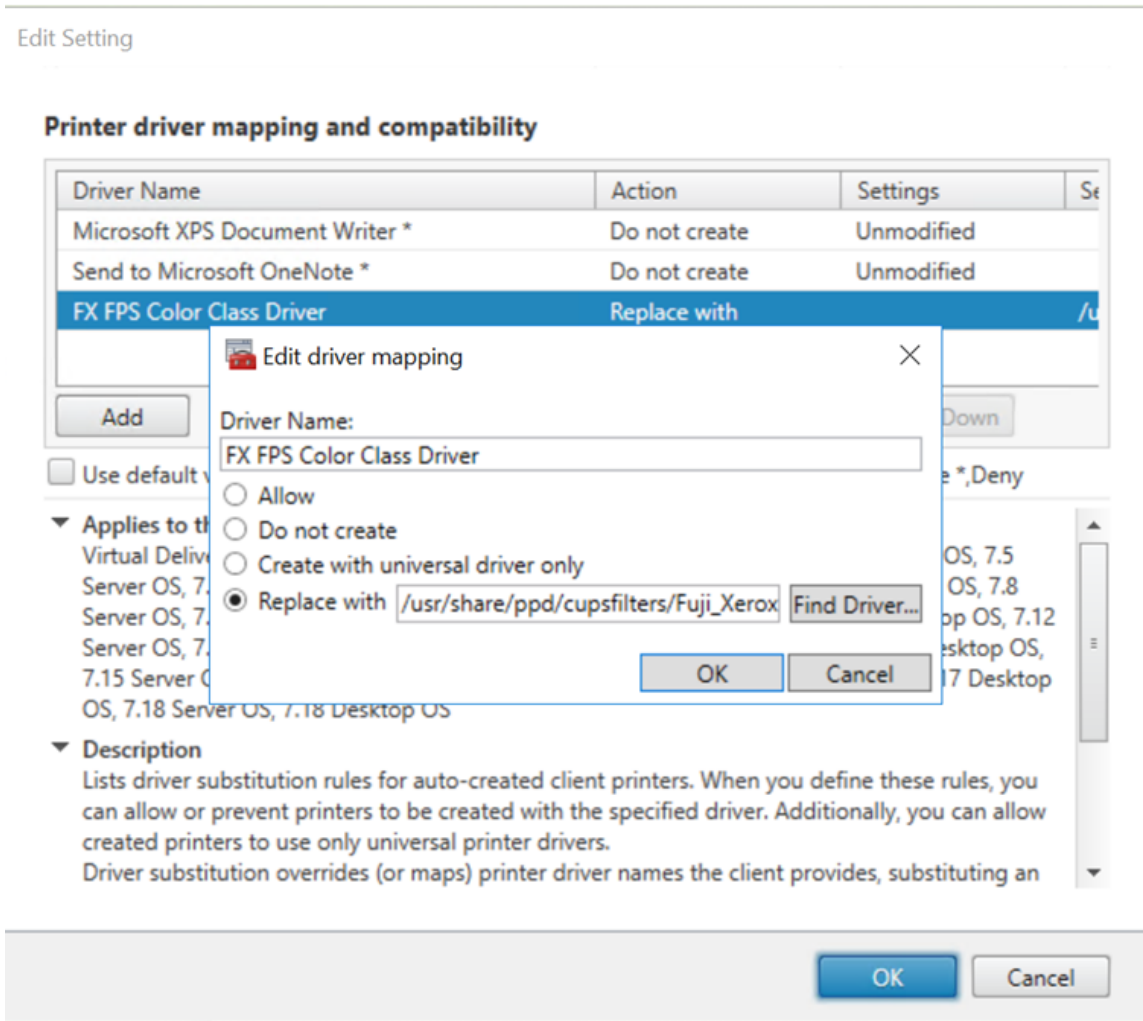 Edit Setting
Printer driver mapping and compatibility
Driver Name Action Settings Se
Microsoft XPS Document Writer * Do not create Unmodified
Send to Microsoft OneNote * Do not create Unmodified
FX FPS Color Class Driver Replace with /u
Edit driver mapping
Add
Down
Driver Name:
FX FPS Color Class Driver
Use default
e *,Deny
Allow
Do not create
Create with universal driver only
Replace with /usr/share/ppd/cupsfilters/Fuji_Xerox Find Driver...
OK Cancel
Applies to th
Virtual Delive OS, 7.5
Server OS, 7. OS, 7.8
Server OS, 7. op OS, 7.12
Server OS, 7. esktop OS,
7.15 Server 17 Desktop
OS, 7.18 Server OS, 7.18 Desktop OS
Description
Lists driver substitution rules for auto-created client printers. When you define these rules, you
can allow or prevent printers to be created with the specified driver. Additionally, you can allow
created printers to use only universal printer drivers.
Driver substitution overrides (or maps) printer driver names the client provides, substituting an
OK Cancel